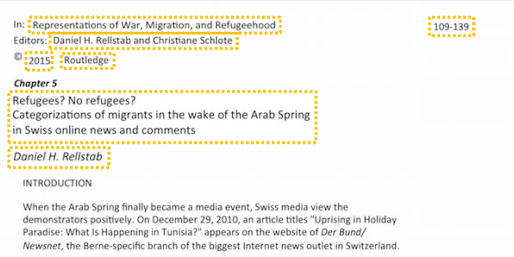 In: Representations of War, Migration, and Refugeehood
109-139
Editors: Daniel H. Rellstab and Christiane Schlote
© 2015 Routledge
Chapter 5
Refugees? No refugees?
Categorizations of migrants in the wake of the Arab Spring
in Swiss online news and comments
Daniel H. Rellstab
INTRODUCTION
When the Arab Spring finally became a media event, Swiss media view the
demonstrators positively. On December 29, 2010, an article titles "Uprising in Holiday
Paradise: What Is Happening in Tunisia?" appears on the website of Der Bund/
Newsnet, the Berne-specific branch of the biggest Internet news outlet in Switzerland.